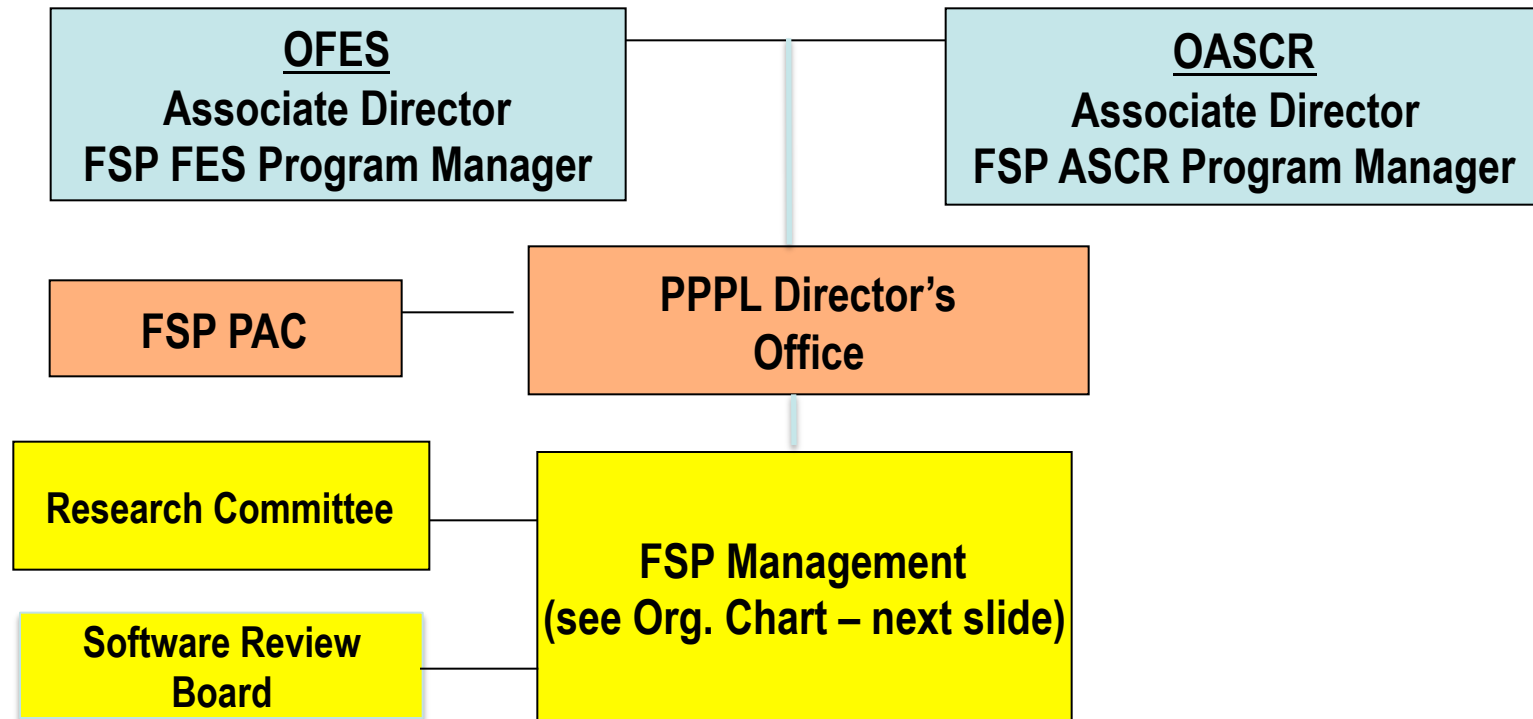 OFES
Associate Director
FSP FES Program Manager
OASCR
Associate Director
FSP ASCR Program Manager
FSP PAC
PPPL Director’s
Office
Research Committee
Software Review
Board
FSP Management
(see Org. Chart – next slide)